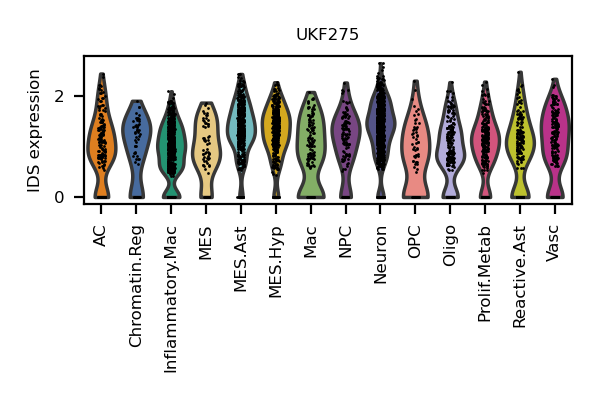 UKF275
IDS expression
2
0
AC
Chromatin.Reg
Inflammatory.Mac
MES
MES.Ast
MES.Hyp
Mac
NPC
Neuron
OPC
Oligo
Prolif.Metab
Reactive.Ast
Vasc